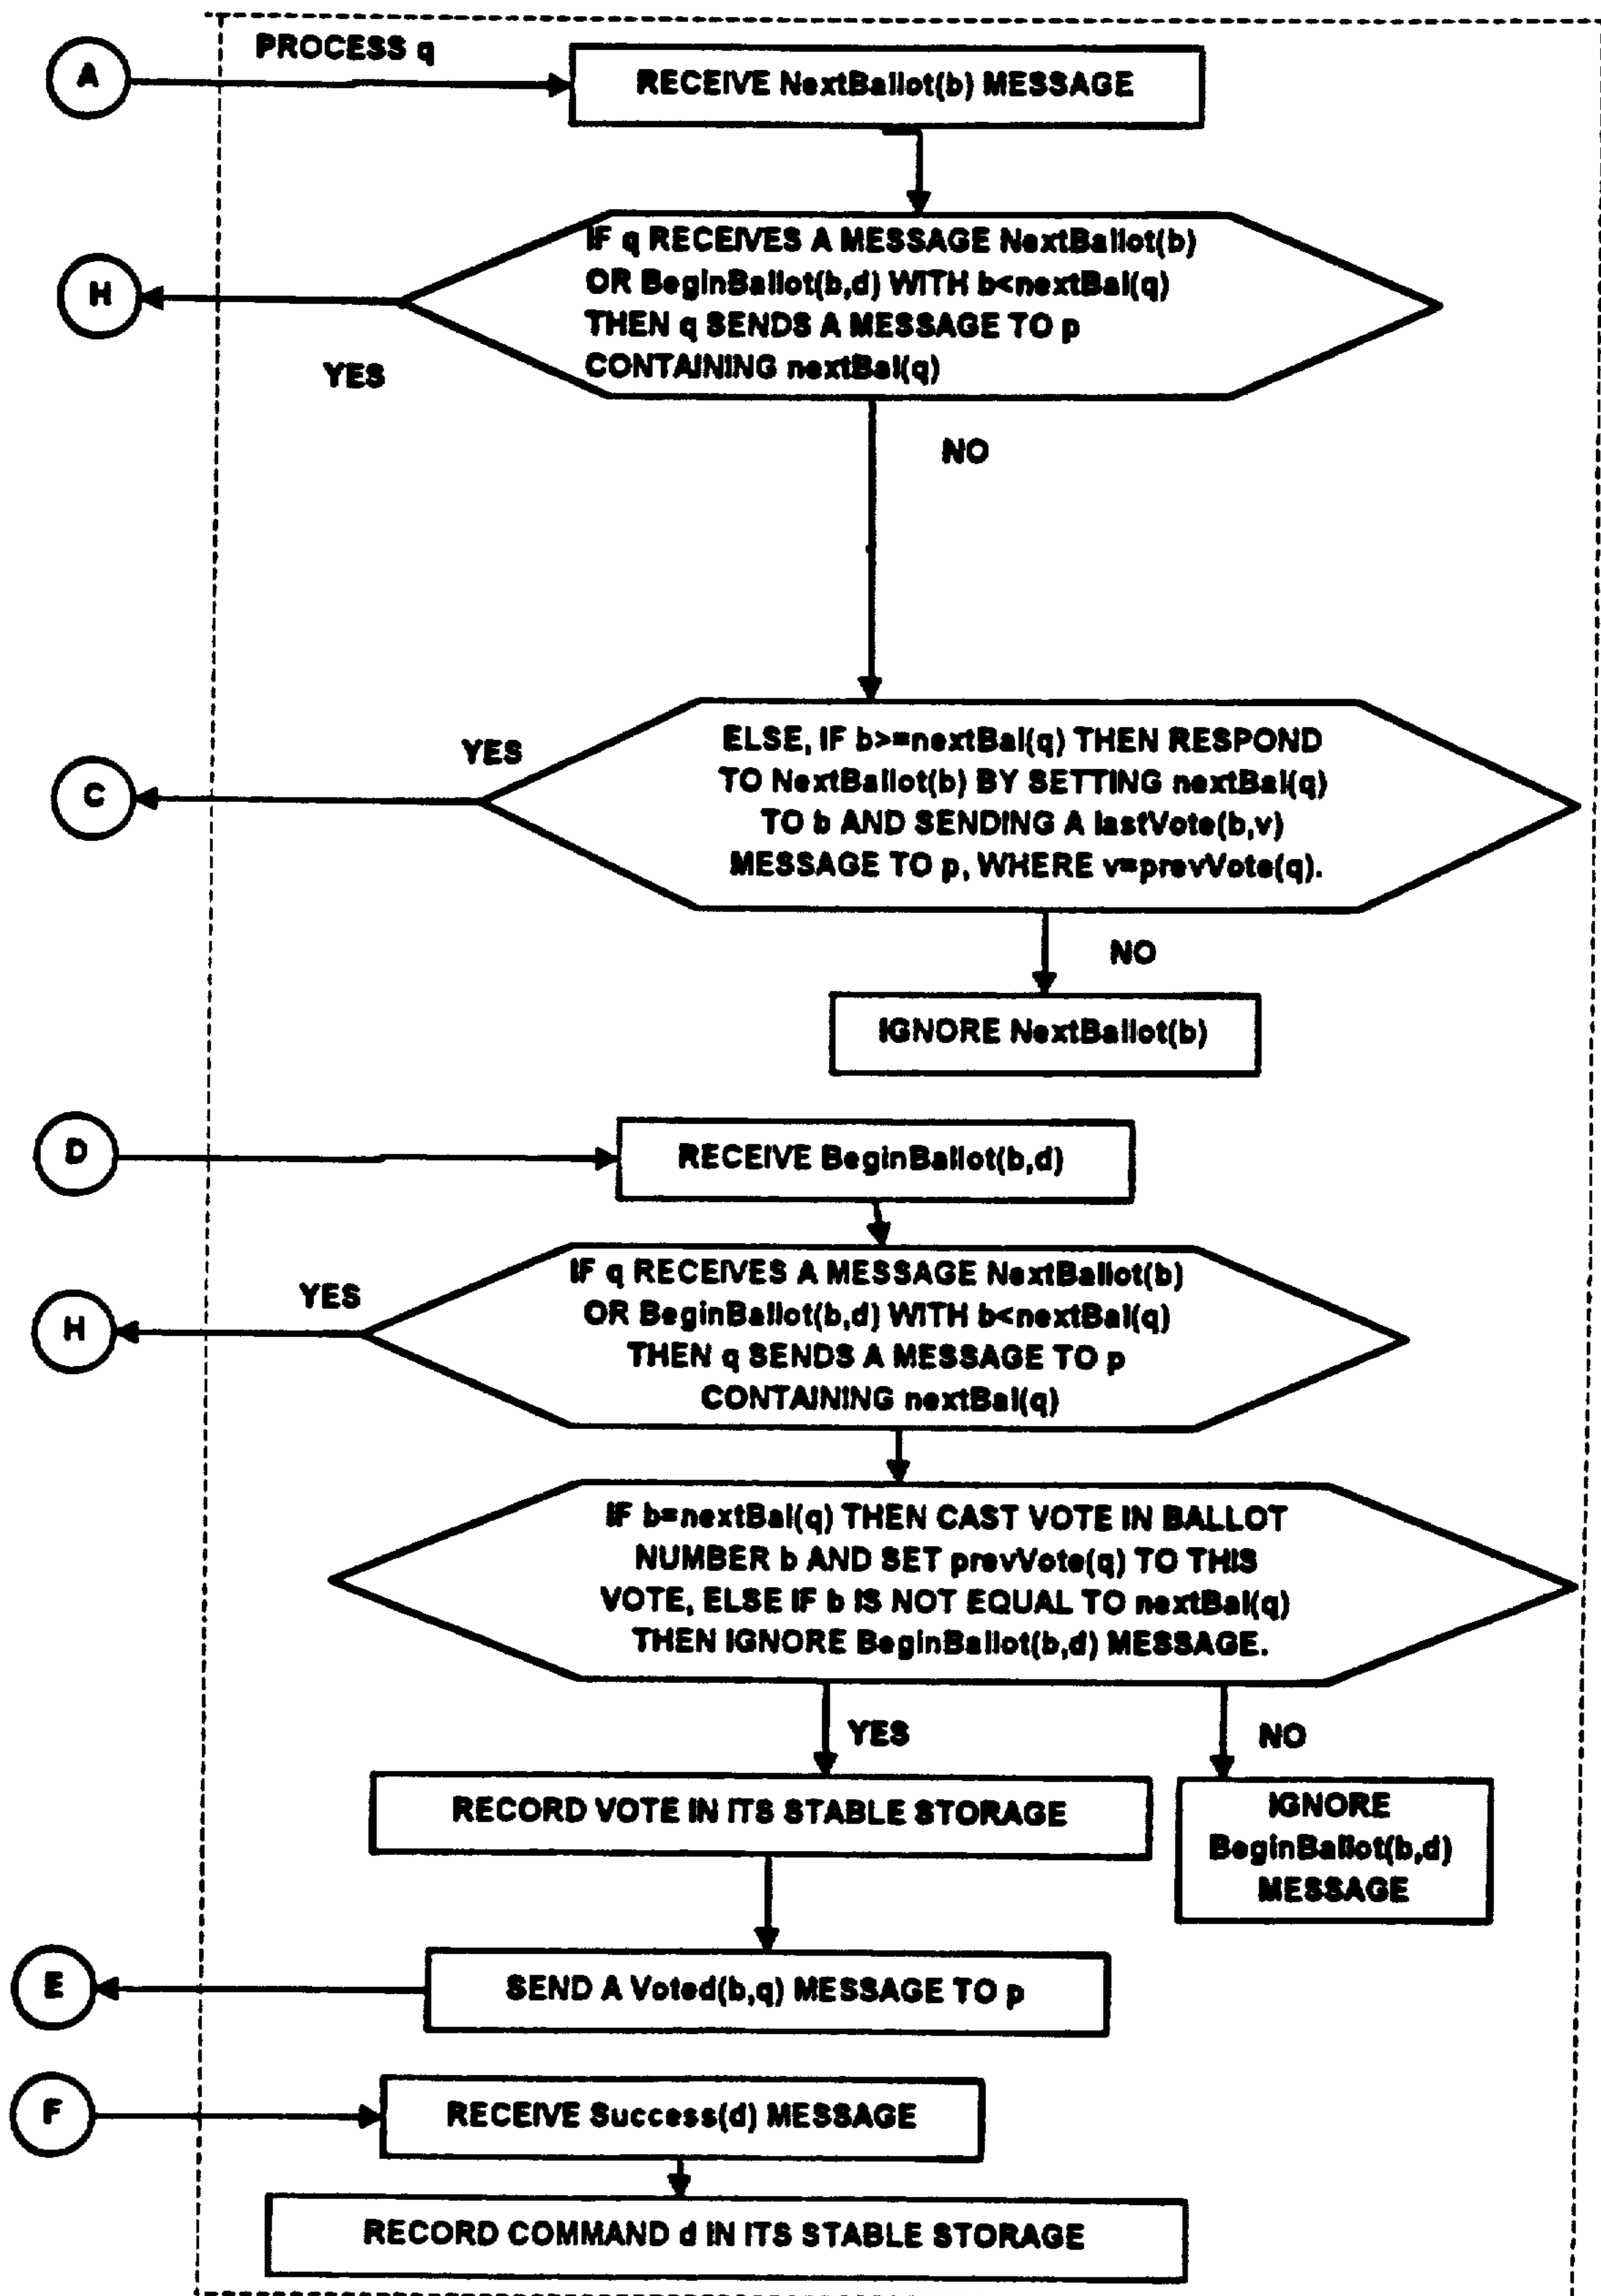 PROCESS q
A
RECEIVE NextBallot(b) MESSAGE
IF q RECEIVES A MESSAGE NextBallot(b)
OR BeginBallot(b,d) WITH b<nextBal(q)
THEN q SENDS A MESSAGE TO p
CONTAINING nextBal(q)
H
YES
NO
ELSE, IF b>=nextBal(q) THEN RESPOND
TO NextBallot(b) BY SETTING nextBal(q)
TO b AND SENDING A lastVote(b,v)
MESSAGE TO p, WHERE v=prevVote(q).
YES
C
NO
IGNORE NextBallot(b)
D
RECEIVE BeginBallot(b,d)
IF q RECEIVES A MESSAGE NextBallot(b)
OR BeginBallot(b,d) WITH b<nextBal(q)
THEN q SENDS A MESSAGE TO p
CONTAINING nextBal(q)
YES
H
IF b=nextBal(q) THEN CAST VOTE IN BALLOT
NUMBER b AND SET prevVote(q) TO THIS
VOTE, ELSE IF b IS NOT EQUAL TO nextBal(q)
THEN IGNORE BeginBallot(b,d) MESSAGE.
YES
NO
RECORD VOTE IN ITS STABLE STORAGE
IGNORE
BeginBallot(b,d)
MESSAGE
E
SEND A Voted(b,q) MESSAGE TO p
F
RECEIVE Success(d) MESSAGE
RECORD COMMAND d IN ITS STABLE STORAGE